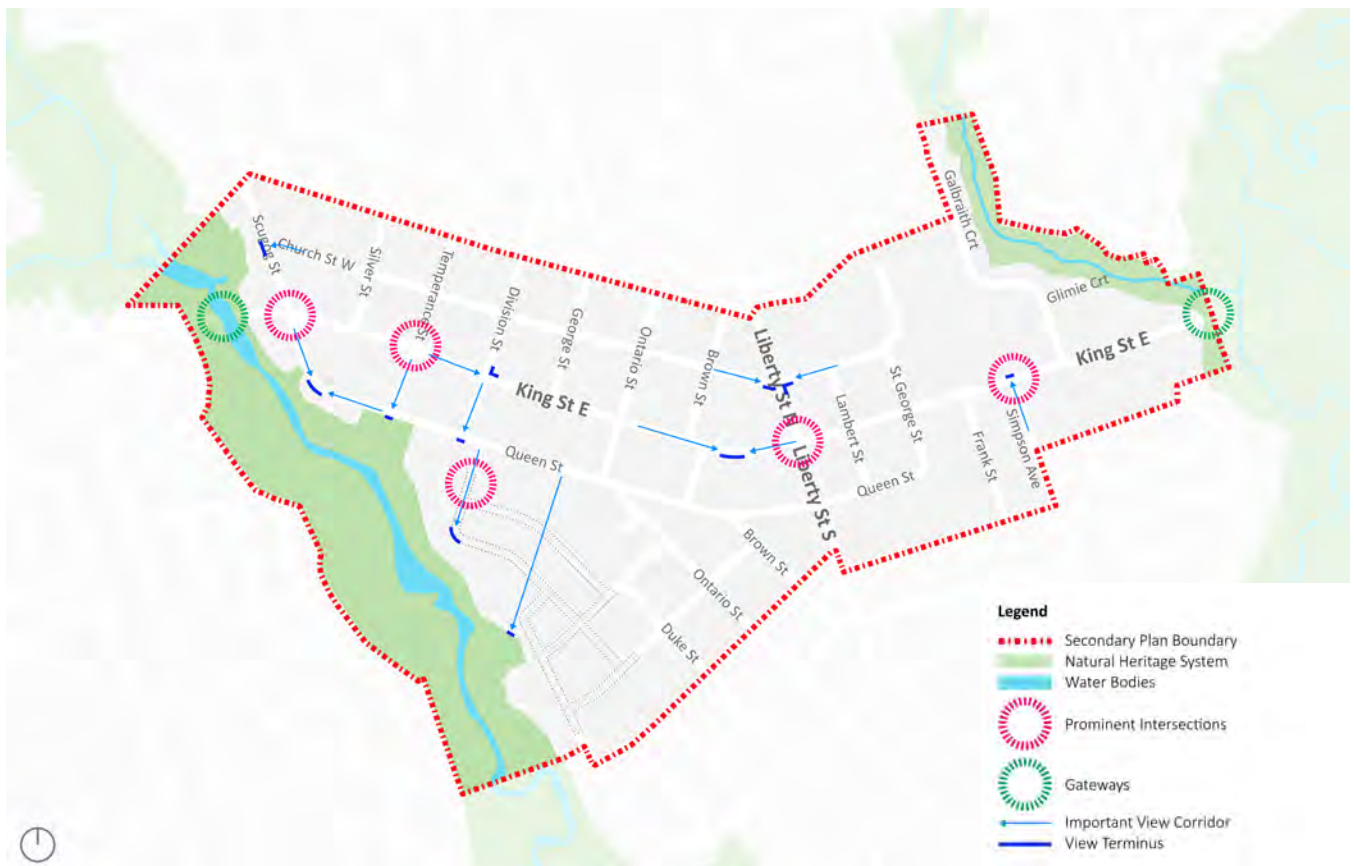 Scugog St
Church St W
Silver St
Temperance St
Division St
George St
Ontario St
Brown St
Liberty St N
Galbraith Crt
Glimie Crt
King St E
King St E
St George St
Lambert St
Liberty St S
Queen St
Queen St
Frank St
Simpson Ave
Brown St
Ontario St
Duke St
Legend
Secondary Plan Boundary
Natural Heritage System
Water Bodies
Prominent Intersections
Gateways
Important View Corridor
View Terminus